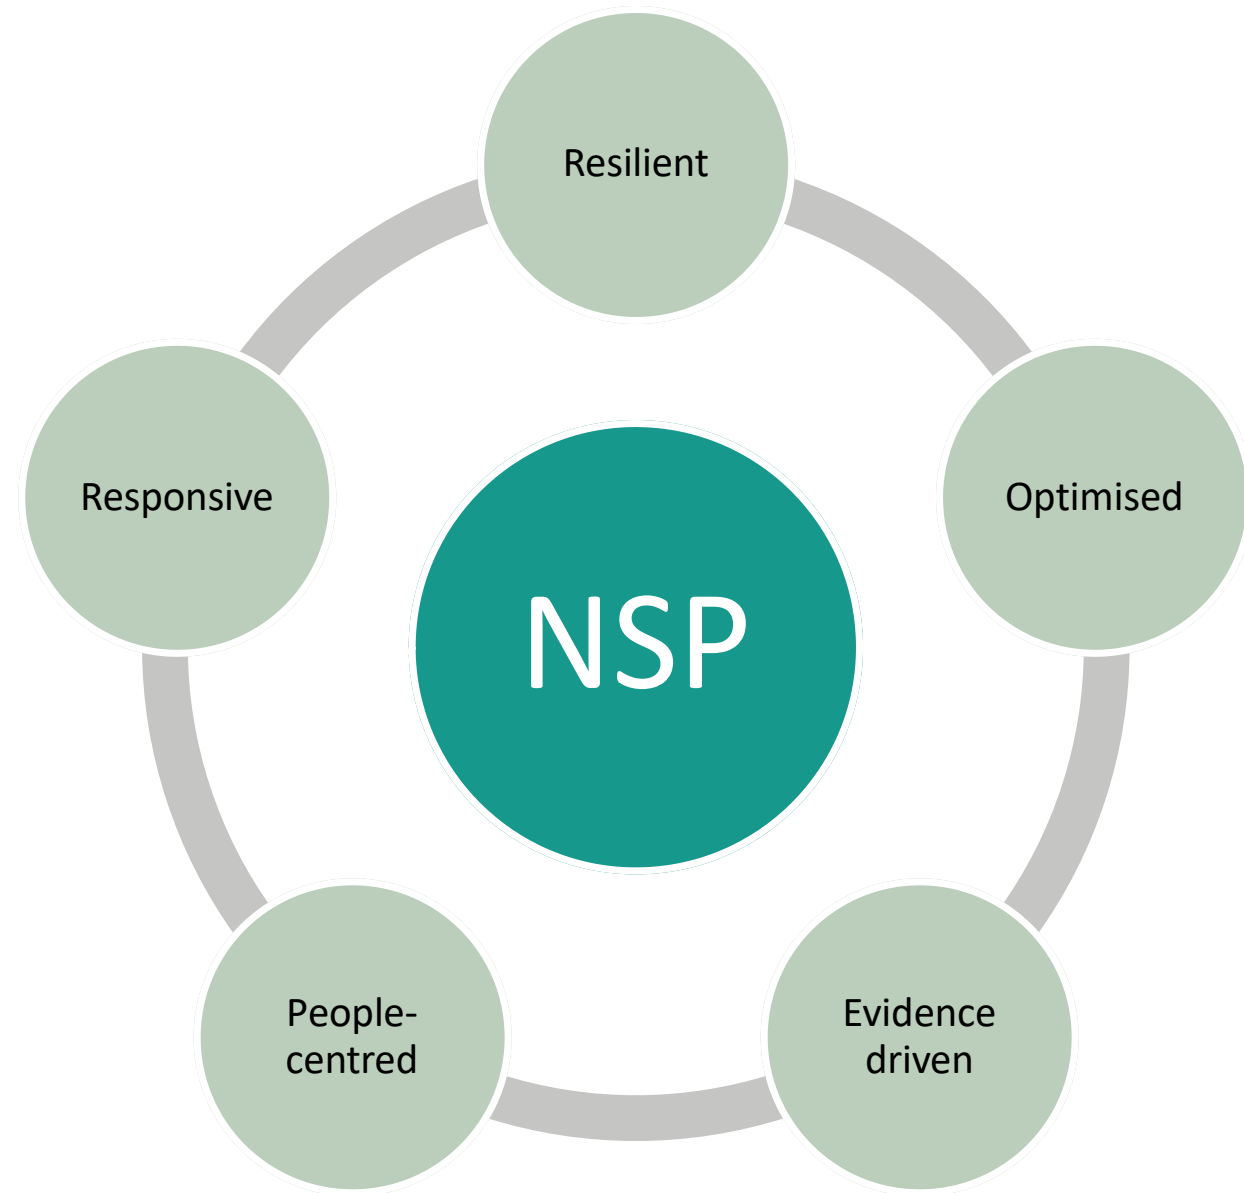 Resilient
Responsive
Optimised
NSP
People-
centred
Evidence
driven